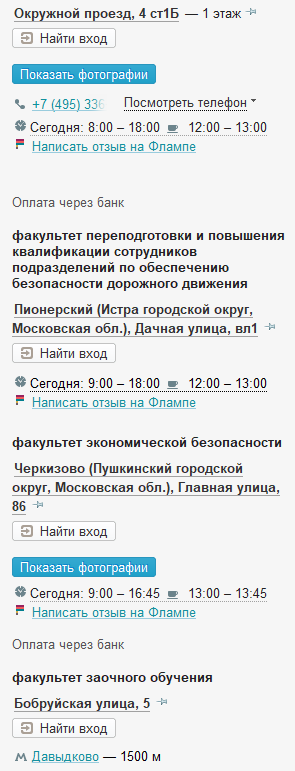 Окружной проезд, 4 ст1Б — 1 этаж
Найти вход
Показать фотографии
+7 (495) 336 Посмотреть телефон
Сегодня: 8:00 – 18:00 12:00 – 13:00
Написать отзыв на Флампе
Оплата через банк
факультет переподготовки и повышения
квалификации сотрудников
подразделений по обеспечению
безопасности дорожного движения
Пионерский (Истра городской округ,
Московская обл.), Дачная улица, вл1
Найти вход
Сегодня: 9:00 – 18:00 12:00 – 13:00
Написать отзыв на Флампе
факультет экономической безопасности
Черкизово (Пушкинский городской
округ, Московская обл.), Главная улица,
86
Найти вход
Показать фотографии
Сегодня: 9:00 – 16:45 13:00 – 13:45
Написать отзыв на Флампе
Оплата через банк
факультет заочного обучения
Бобруйская улица, 5
Найти вход
Давыдково — 1500 м